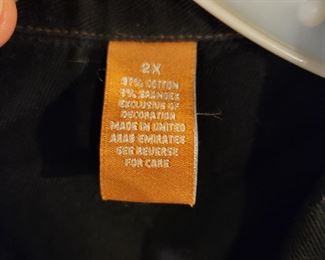 2X
97% COTTON
3% SPANDEX
EXCLUSIVE OF
DECORATION
MADE IN UNITED
ARAB EMIRATES
SEE REVERSE
FOR CARE